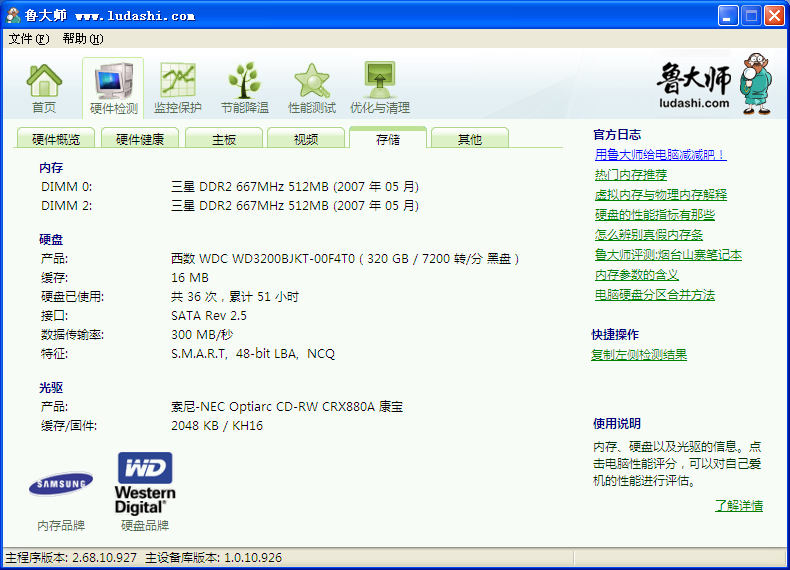 鲁大师 www.ludashi.com
文件(F) 帮助(H)
首页 硬件检测 监控保护 节能降温 性能测试 优化与清理
鲁大师
ludashi.com
硬件概览 硬件健康 主板 视频 存储 其他
内存
DIMM 0: 三星 DDR2 667MHz 512MB (2007 年 05 月)
DIMM 2: 三星 DDR2 667MHz 512MB (2007 年 05 月)
硬盘
产品: 西数 WDC WD3200BJKT-00F4T0 ( 320 GB / 7200 转/分 黑盘 )
缓存: 16 MB
硬盘已使用: 共 36 次，累计 51 小时
接口: SATA Rev 2.5
数据传输率: 300 MB/秒
特征: S.M.A.R.T, 48-bit LBA, NCQ
光驱
产品: 索尼-NEC Optiarc CD-RW CRX880A 康宝
缓存/固件: 2048 KB / KH16
SAMSUNG
内存品牌
WD
Western
Digital
硬盘品牌
官方日志
用鲁大师给电脑减减肥！
热门内存推荐
虚拟内存与物理内存解释
硬盘的性能指标有那些
怎么辨别真假内存条
鲁大师评测:烟台山寨笔记本
内存参数的含义
电脑硬盘分区合并方法
快捷操作
复制左侧检测结果
使用说明
内存、硬盘以及光驱的信息。点
击电脑性能评分，可以对自己爱
机的性能进行评估。
了解详情
主程序版本: 2.68.10.927 主设备库版本: 1.0.10.926